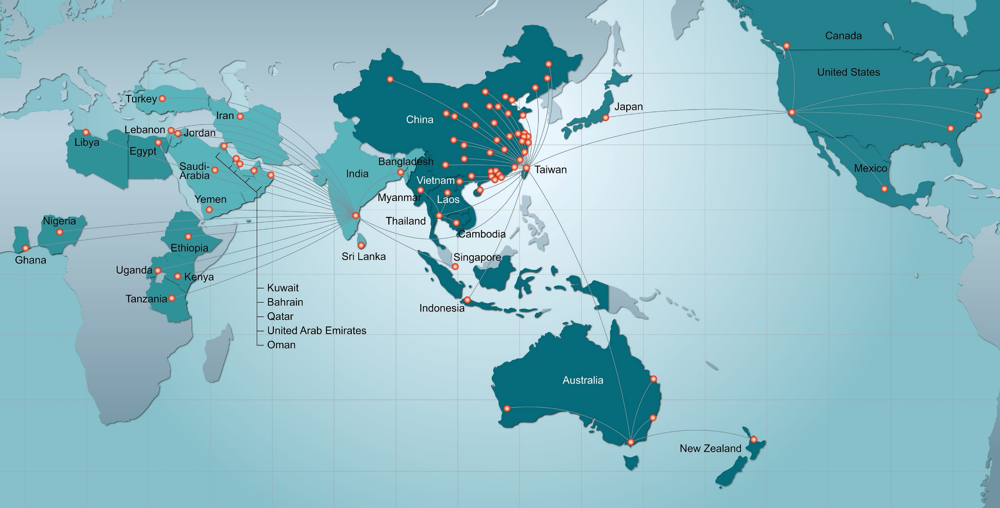 Canada
United States
Turkey
Japan
Iran
China
Lebanon
Jordan
Libya
Egypt
Bangladesh
Saudi-
Arabia
India
Taiwan
Mexico
Vietnam
Yemen
Myanmar
Laos
Nigeria
Thailand
Cambodia
Ethiopia
Ghana
Sri Lanka
Singapore
Uganda
Kenya
Kuwait
Tanzania
Bahrain
Indonesia
Qatar
United Arab Emirates
Oman
Australia
New Zealand